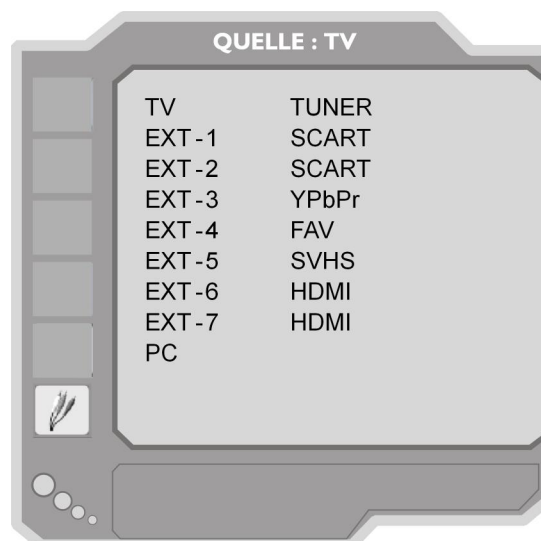 QUELLE : TV
TV TUNER
EXT-1 SCART
EXT-2 SCART
EXT-3 YPbPr
EXT-4 FAV
EXT-5 SVHS
EXT-6 HDMI
EXT-7 HDMI
PC